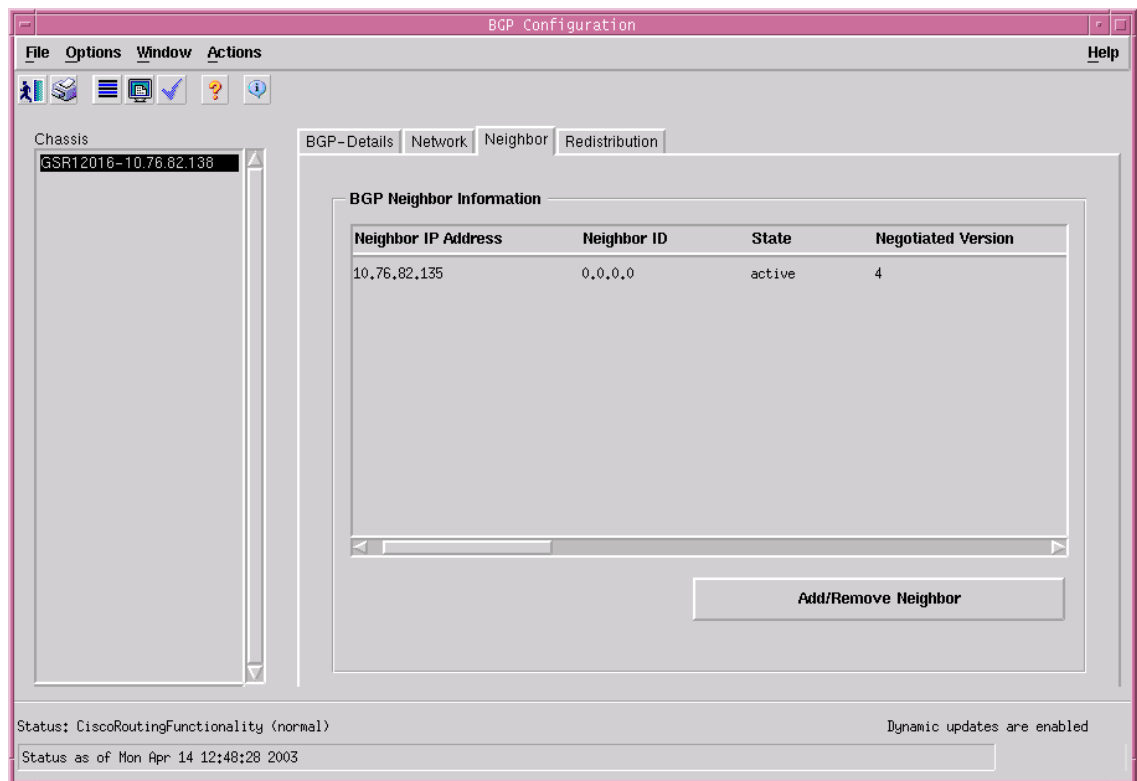 BGP Configuration
File Options Window Actions Help
Chassis
GSR12016-10.76.82.138
BGP-Details Network Neighbor Redistribution
BGP Neighbor Information
Neighbor IP Address Neighbor ID State Negotiated Version
10.76.82.135 0.0.0.0 active 4
Add/Remove Neighbor
Status: CiscoRoutingFunctionality (normal) Dynamic updates are enabled
Status as of Mon Apr 14 12:48:28 2003